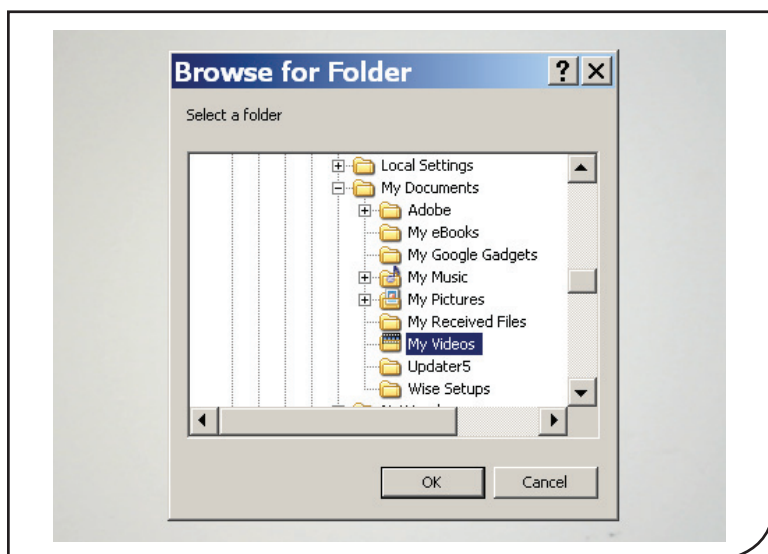 Browse for Folder
Select a folder
Local Settings
My Documents
Adobe
My eBooks
My Google Gadgets
My Music
My Pictures
My Received Files
My Videos
Updater5
Wise Setups
OK Cancel